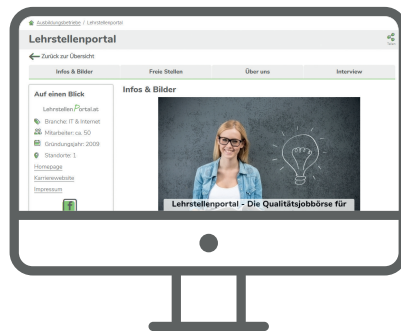 Ausbildungsbetriebe / Lehrstellenportal
Lehrstellenportal
Teilen
Zurück zur Übersicht
Infos & Bilder
Freie Stellen
Über uns
Interview
Auf einen Blick
LehrstellenPortal.at
Branche: IT & Internet
Mitarbeiter: ca. 50
Gründungsjahr: 2009
Standorte: 1
Homepage
Karrierewebsite
Impressum
f
Infos & Bilder
Lehrstellenportal - Die Qualitätsjobbörse für